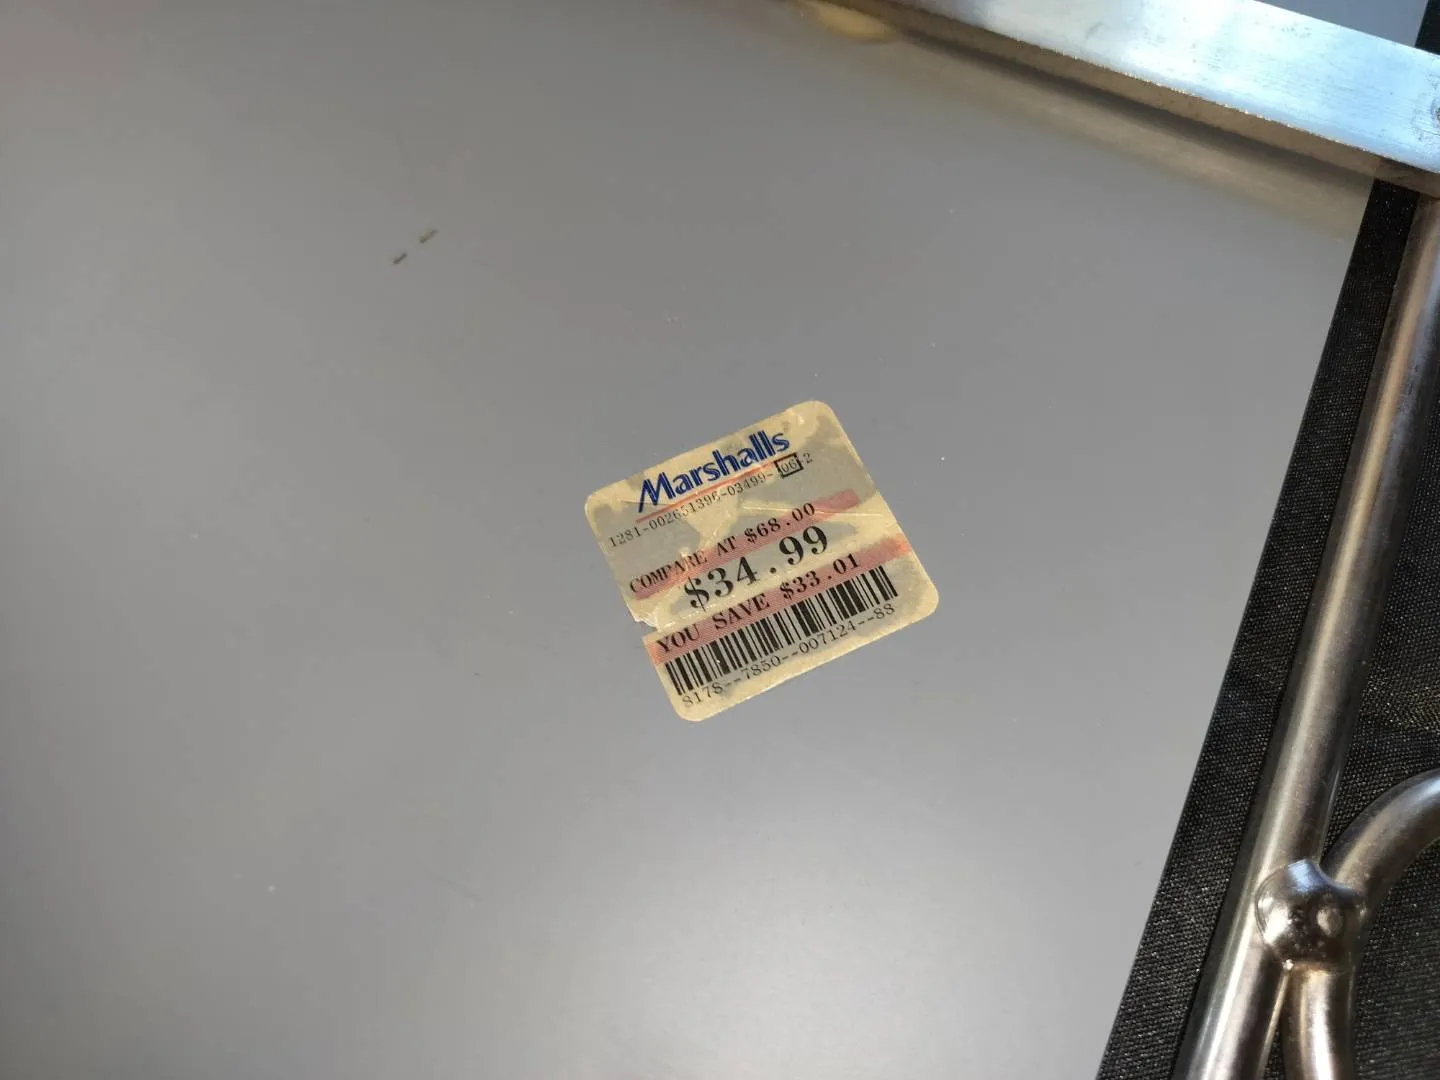 Marshalls
1281-002651396-03499-06-2
COMPARE AT $68.00
$34.99
YOU SAVE $33.01
8178--7850--007124--88